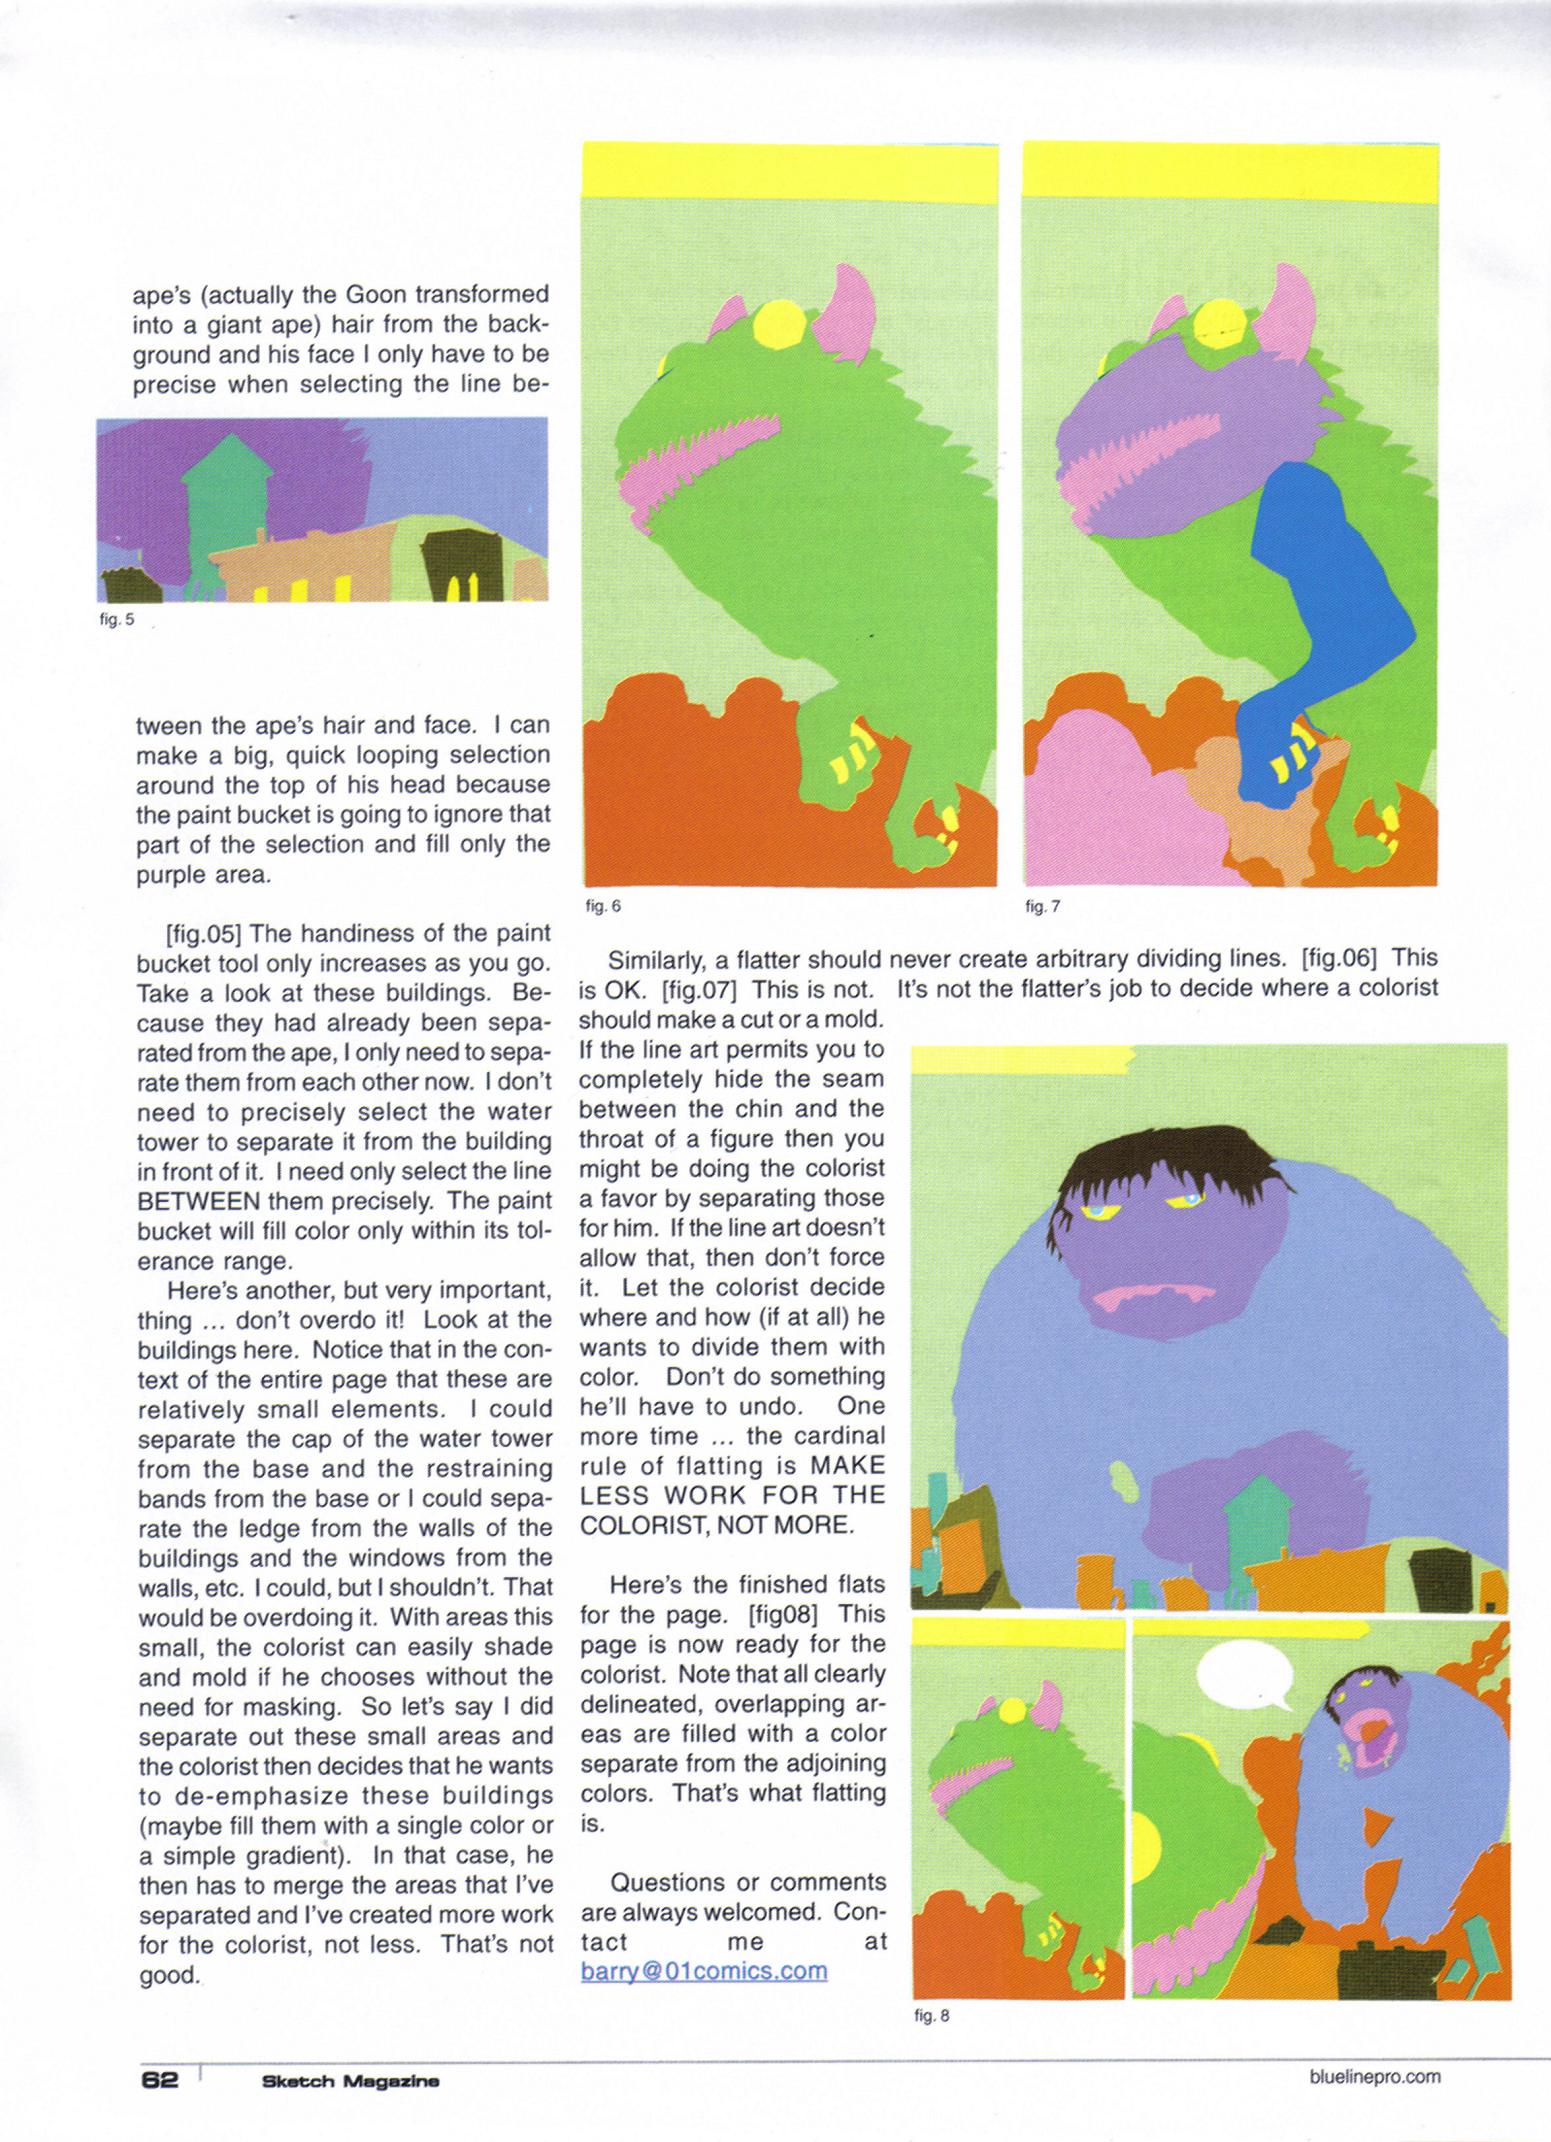 ape's (actually the Goon transformed
into a giant ape) hair from the back-
ground and his face I only have to be
precise when selecting the line be-
fig. 5
tween the ape's hair and face. I can
make a big, quick looping selection
around the top of his head because
the paint bucket is going to ignore that
part of the selection and fill only the
purple area.
[fig.05] The handiness of the paint
bucket tool only increases as you go.
Take a look at these buildings. Be-
cause they had already been sepa-
rated from the ape, I only need to sepa-
rate them from each other now. I don't
need to precisely select the water
tower to separate it from the building
in front of it. I need only select the line
BETWEEN them precisely. The paint
bucket will fill color only within its tol-
erance range.
Here's another, but very important,
thing ... don't overdo it! Look at the
buildings here. Notice that in the con-
text of the entire page that these are
relatively small elements. I could
separate the cap of the water tower
from the base and the restraining
bands from the base or I could sepa-
rate the ledge from the walls of the
buildings and the windows from the
walls, etc. I could, but I shouldn't. That
would be overdoing it. With areas this
small, the colorist can easily shade
and mold if he chooses without the
need for masking. So let's say I did
separate out these small areas and
the colorist then decides that he wants
to de-emphasize these buildings
(maybe fill them with a single color or
a simple gradient). In that case, he
then has to merge the areas that I've
separated and I've created more work
for the colorist, not less. That's not
good.
fig. 6
fig. 7
Similarly, a flatter should never create arbitrary dividing lines. [fig.06] This
is OK. [fig.07] This is not. It's not the flatter's job to decide where a colorist
should make a cut or a mold.
If the line art permits you to
completely hide the seam
between the chin and the
throat of a figure then you
might be doing the colorist
a favor by separating those
for him. If the line art doesn't
allow that, then don't force
it. Let the colorist decide
where and how (if at all) he
wants to divide them with
color. Don't do something
he'll have to undo. One
more time ... the cardinal
rule of flatting is MAKE
LESS WORK FOR THE
COLORIST, NOT MORE.
Here's the finished flats
for the page. [fig08] This
page is now ready for the
colorist. Note that all clearly
delineated, overlapping ar-
eas are filled with a color
separate from the adjoining
colors. That's what flatting
is.
Questions or comments
are always welcomed. Con-
tact me at
barry@01comics.com
fig. 8
62 Sketch Magazine
bluelinepro.com